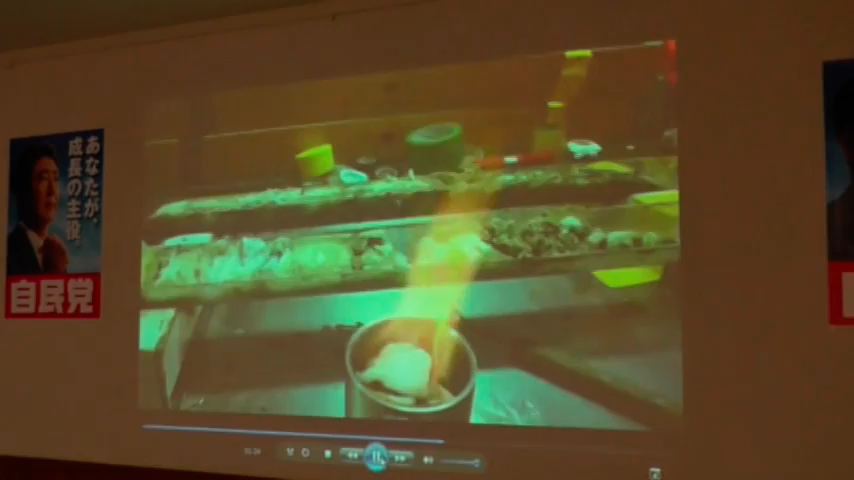 あなたが、
成長の主役。
自民党